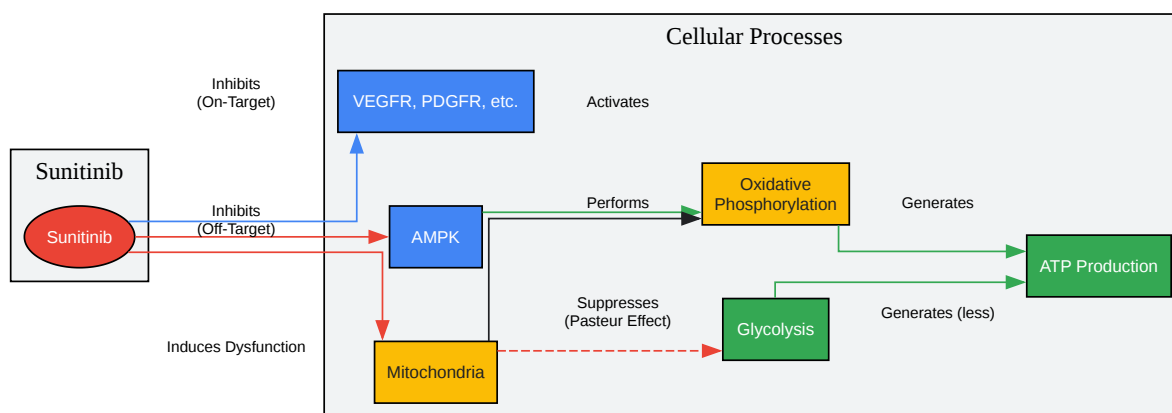 Cellular Processes
Inhibits
(On-Target)
VEGFR, PDGFR, etc.
Activates
Sunitinib
Sunitinib
Inhibits
(Off-Target)
AMPK
Performs
Oxidative
Phosphorylation
Generates
ATP Production
Suppresses
(Pasteur Effect)
Glycolysis
Generates (less)
Induces Dysfunction
Mitochondria